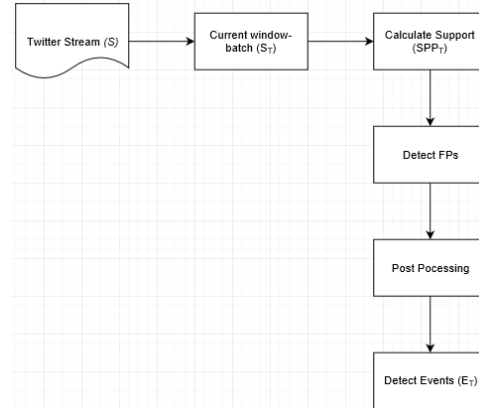 Twitter Stream (S)
Current window-
batch (S_T)
Calculate Support
(SPP_T)
Detect FPs
Post Pocessing
Detect Events (E_T)